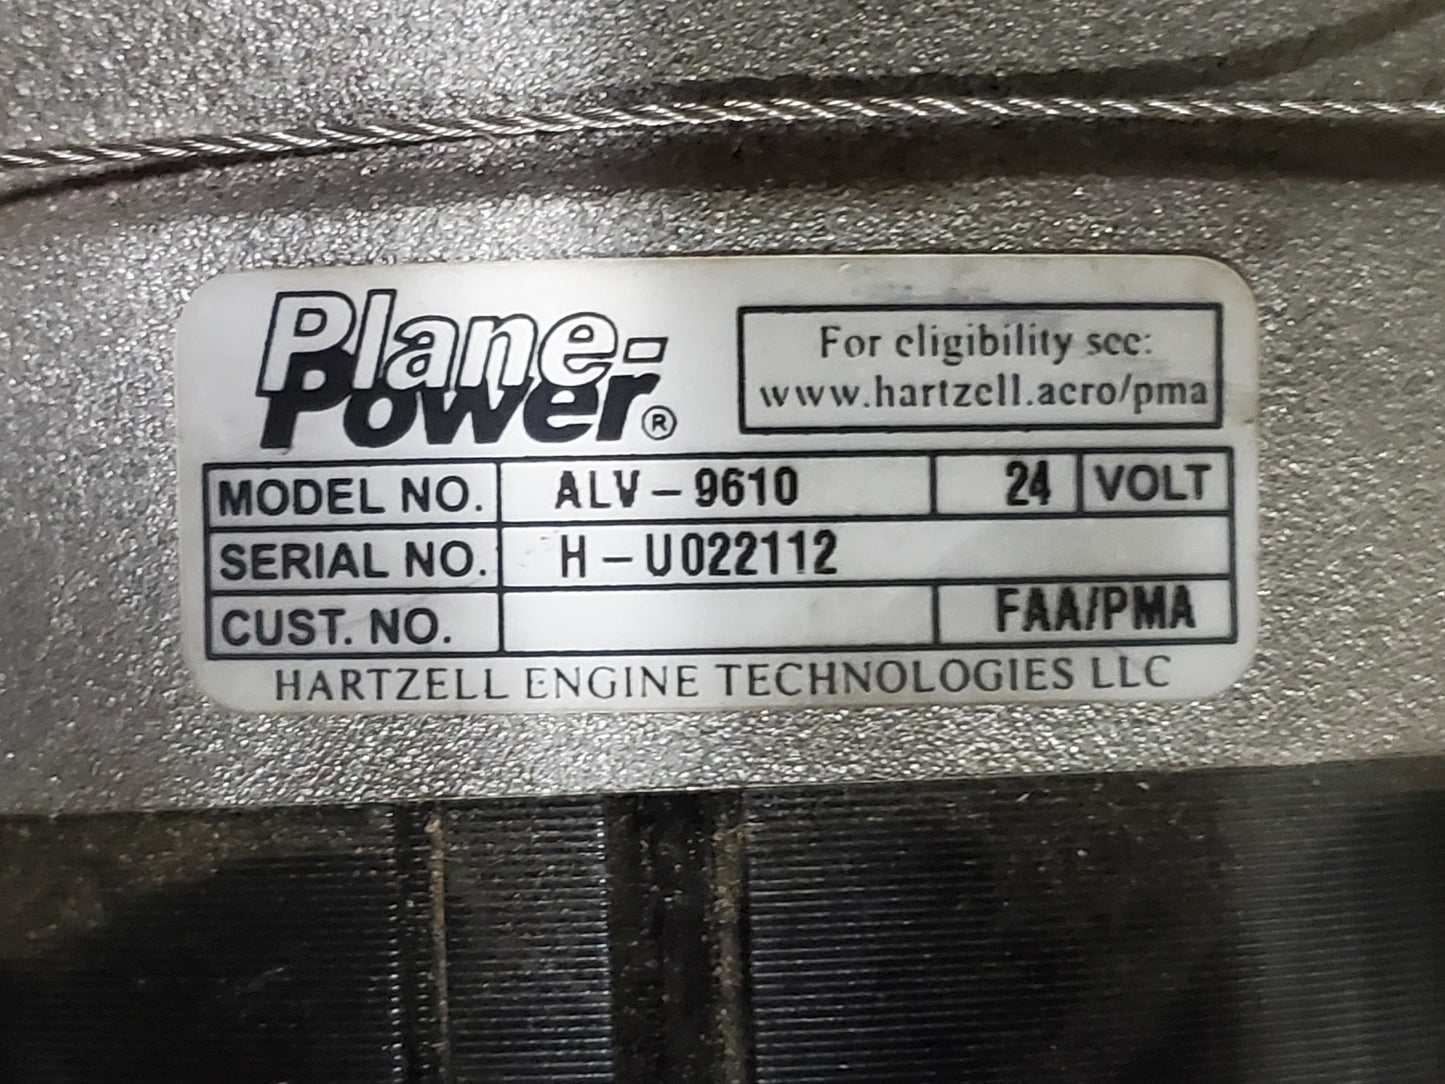 Plane-
Power®
For eligibility see:
www.hartzell.aero/pma
MODEL NO. ALV-9610 24 VOLT
SERIAL NO. H-U022112
CUST. NO. FAA/PMA
HARTZELL ENGINE TECHNOLOGIES LLC